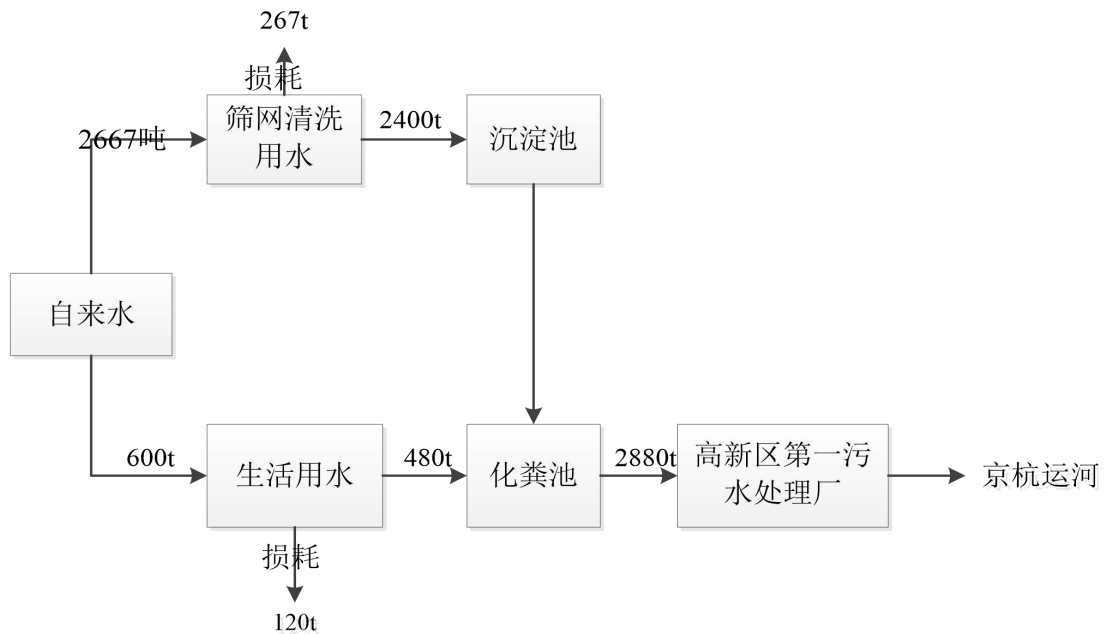 267t
损耗
2667吨
筛网清洗
用水
2400t
沉淀池
自来水
600t
生活用水
480t
化粪池
2880t
高新区第一污
水处理厂
京杭运河
损耗
120t